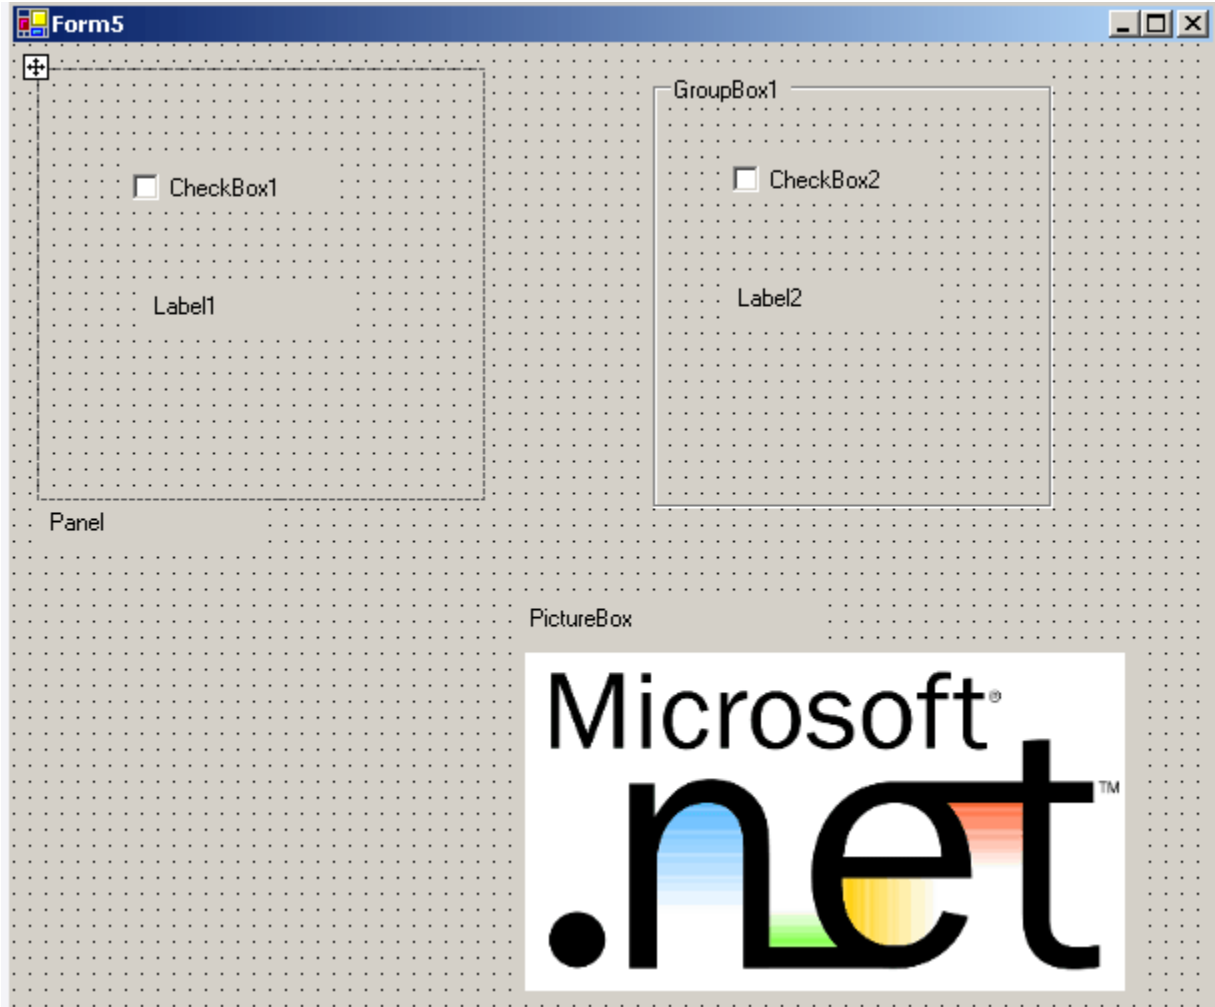 Form5
GroupBox1
CheckBox1
CheckBox2
Label1
Label2
Panel
PictureBox
Microsoft®
.net™